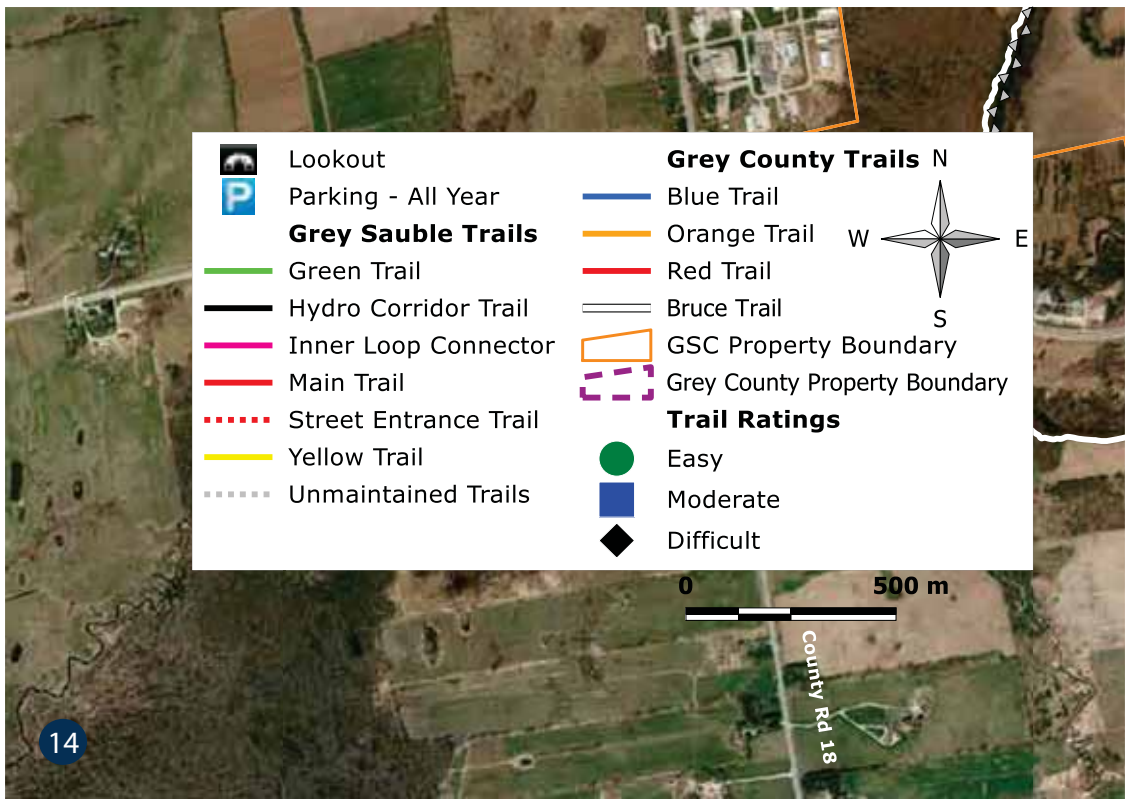 Lookout
P
Parking - All Year
Grey Sauble Trails
Green Trail
Hydro Corridor Trail
Inner Loop Connector
Main Trail
Street Entrance Trail
Yellow Trail
Unmaintained Trails
Grey County Trails
Blue Trail
Orange Trail
Red Trail
Bruce Trail
GSC Property Boundary
Grey County Property Boundary
Trail Ratings
Easy
Moderate
Difficult
N
W
E
S
0
500 m
County Rd 18
14